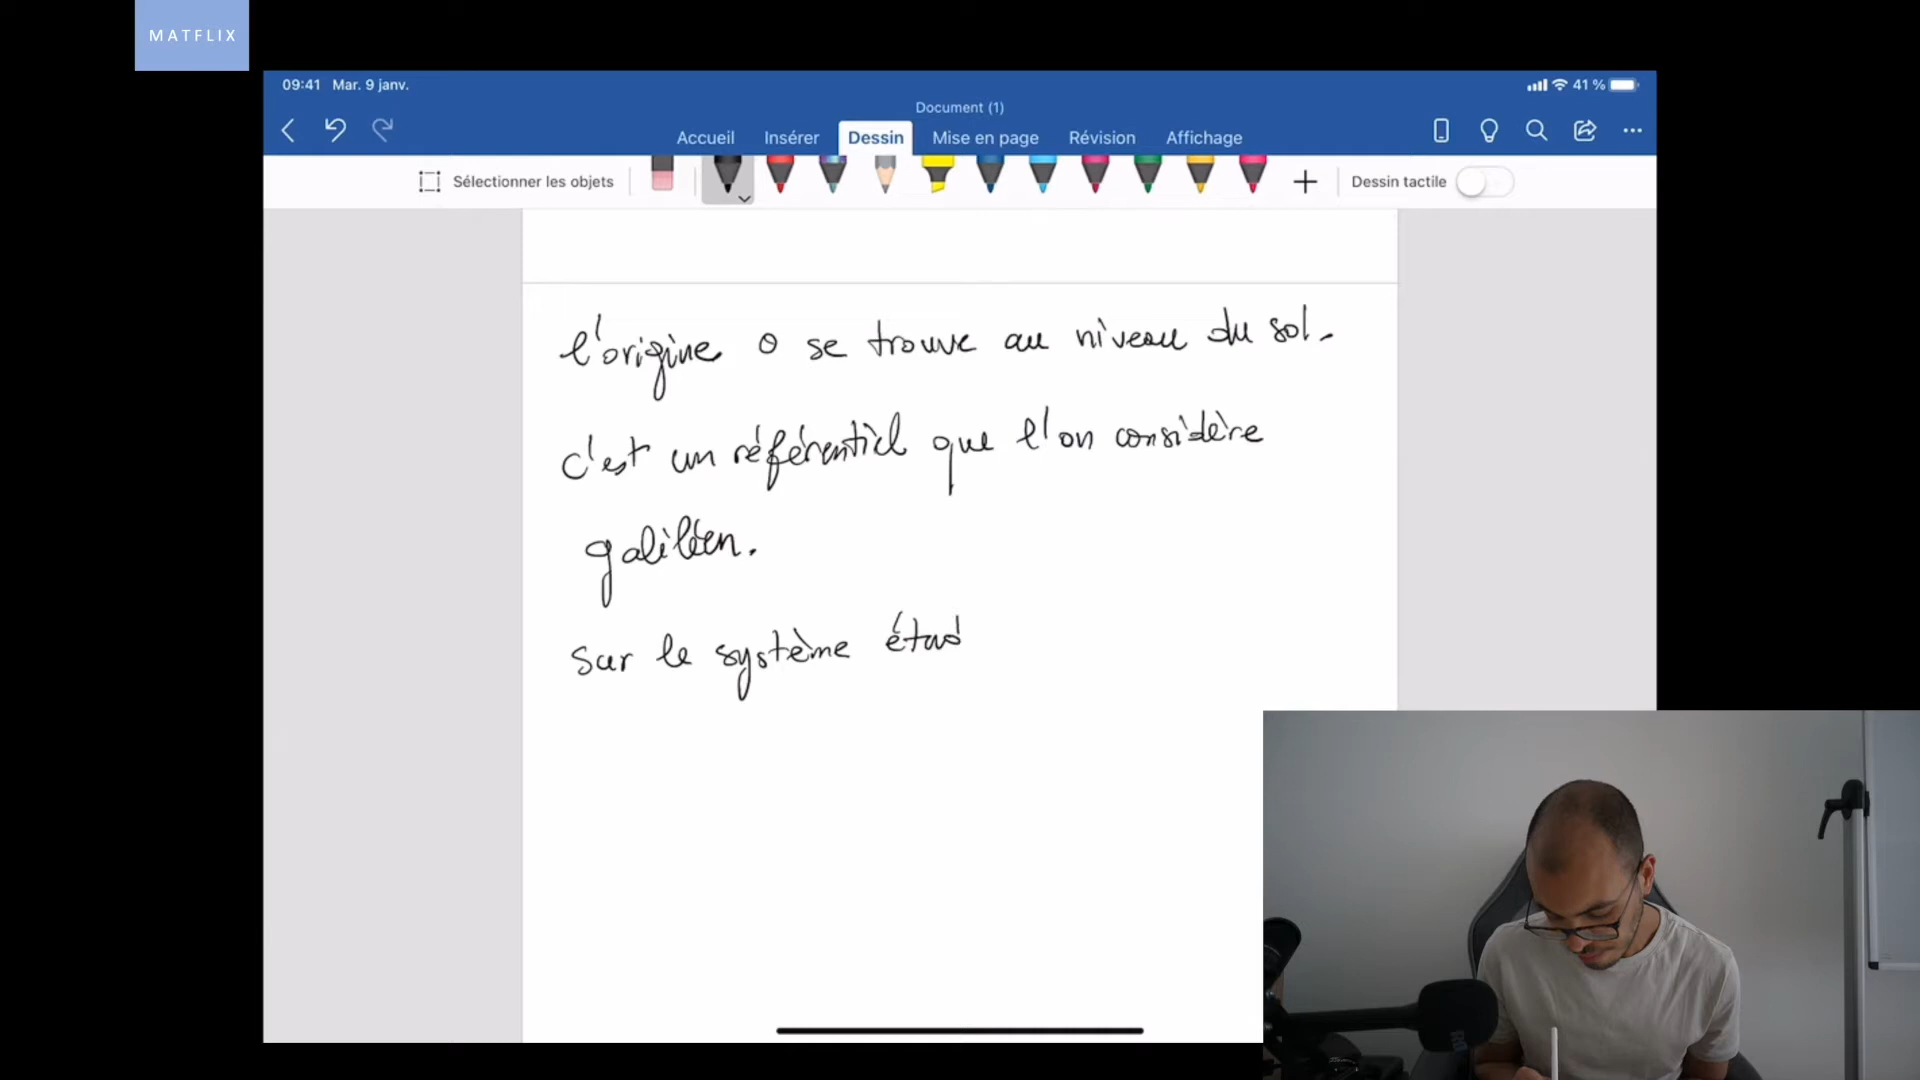 MATFLIX
09:41 Mar. 9 janv.
41 %
Document (1)
Accueil Insérer Dessin Mise en page Révision Affichage
Sélectionner les objets
Dessin tactile
l'origine O se trouve au niveau du sol.
c'est un référentiel que l'on considère
galiléen.
sur le système étud